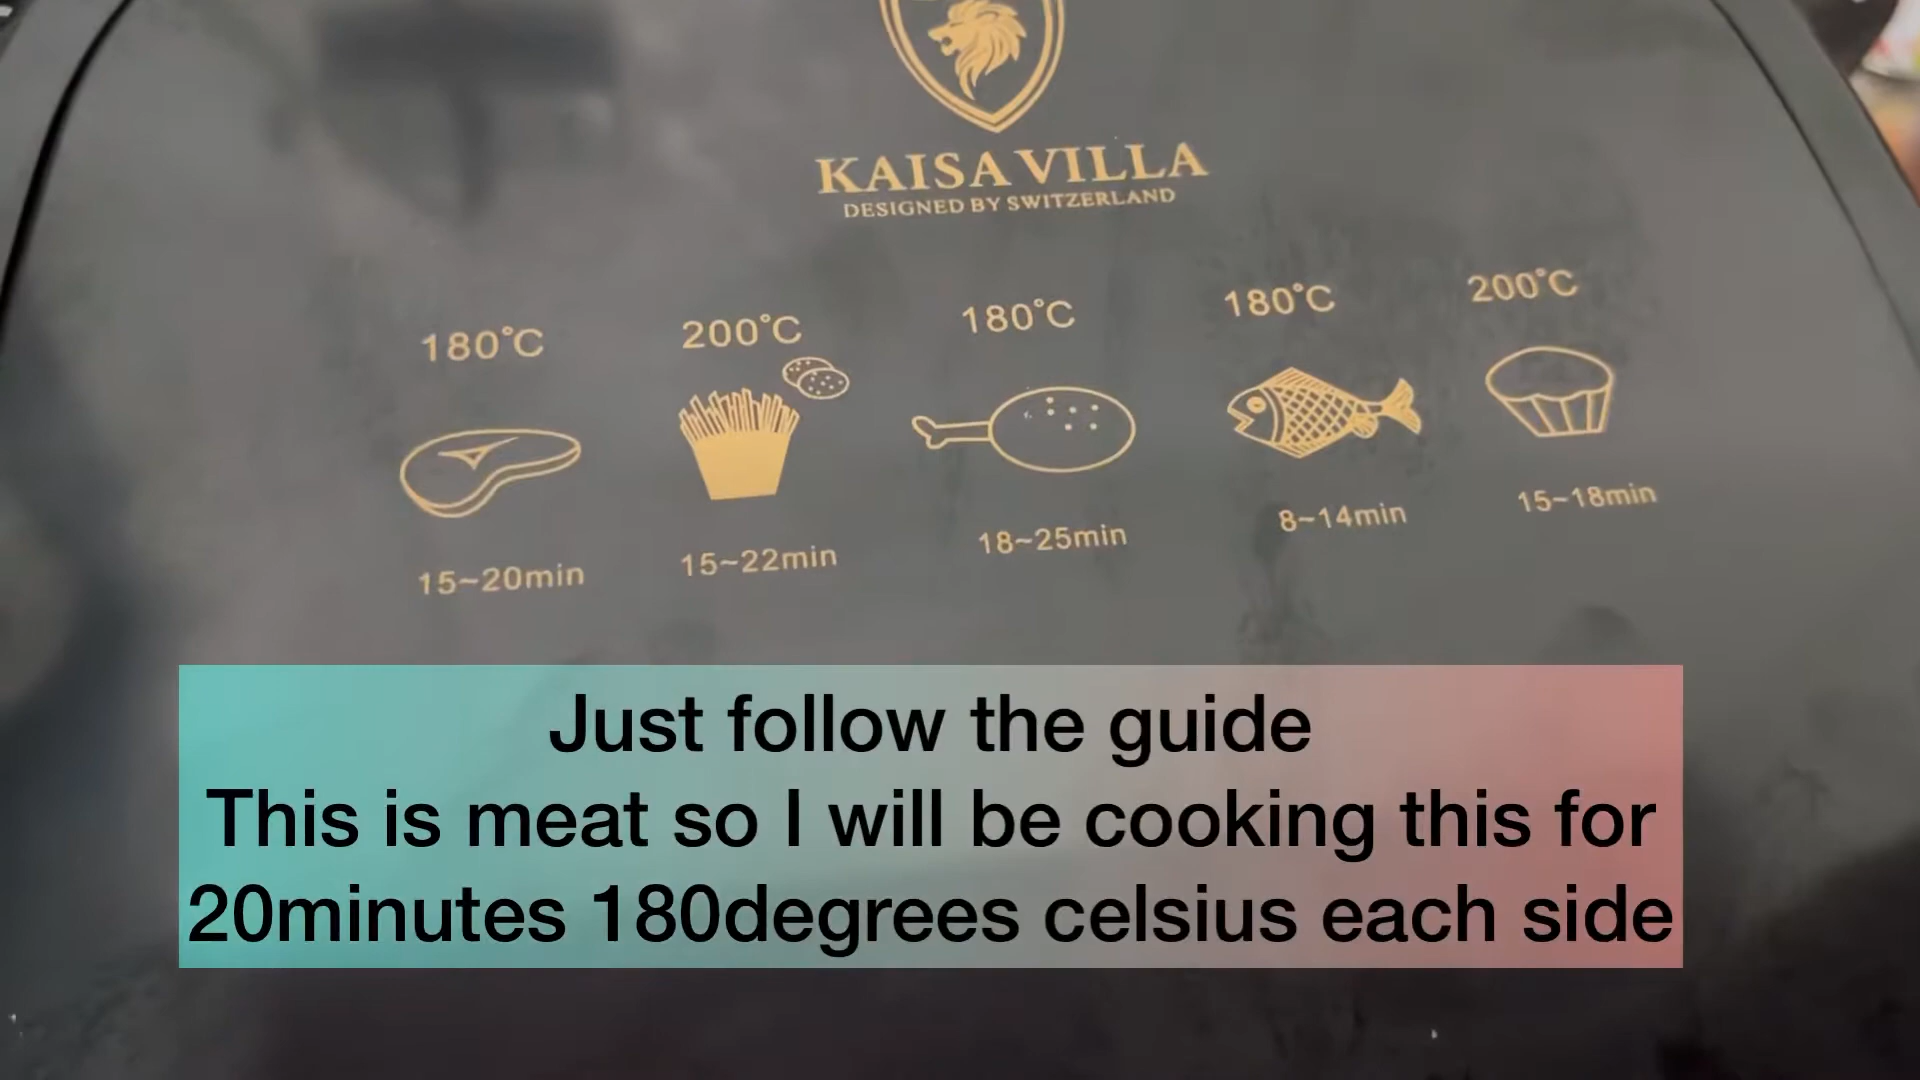 KAISA VILLA
DESIGNED BY SWITZERLAND
180°C 200°C 180°C 180°C 200°C
15~20min 15~22min 18~25min 8~14min 15~18min
Just follow the guide
This is meat so I will be cooking this for
20minutes 180degrees celsius each side